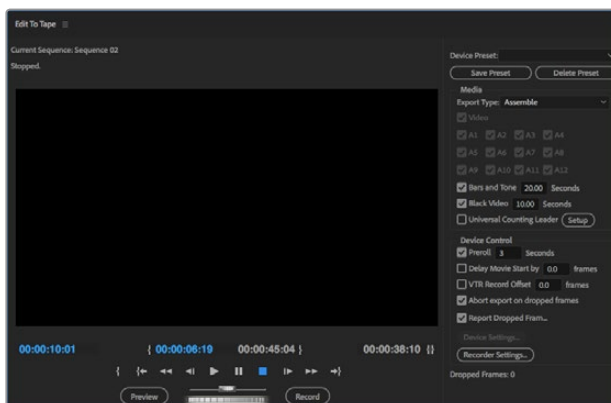 Edit To Tape
Current Sequence: Sequence 02
Stopped.
00:00:10:01
{ 00:00:06:19
00:00:45:04 }
00:00:38:10 {}
Preview
Record
Device Preset:
Save Preset
Delete Preset
Media
Export Type: Assemble
Video
A1 A2 A3 A4
A5 A6 A7 A8
A9 A10 A11 A12
Bars and Tone 20.00 Seconds
Black Video 10.00 Seconds
Universal Counting Leader Setup
Device Control
Preroll 3 Seconds
Delay Movie Start by 0.0 frames
VTR Record Offset 0.0 frames
Abort export on dropped frames
Report Dropped Fram...
Device Settings...
Recorder Settings...
Dropped Frames: 0